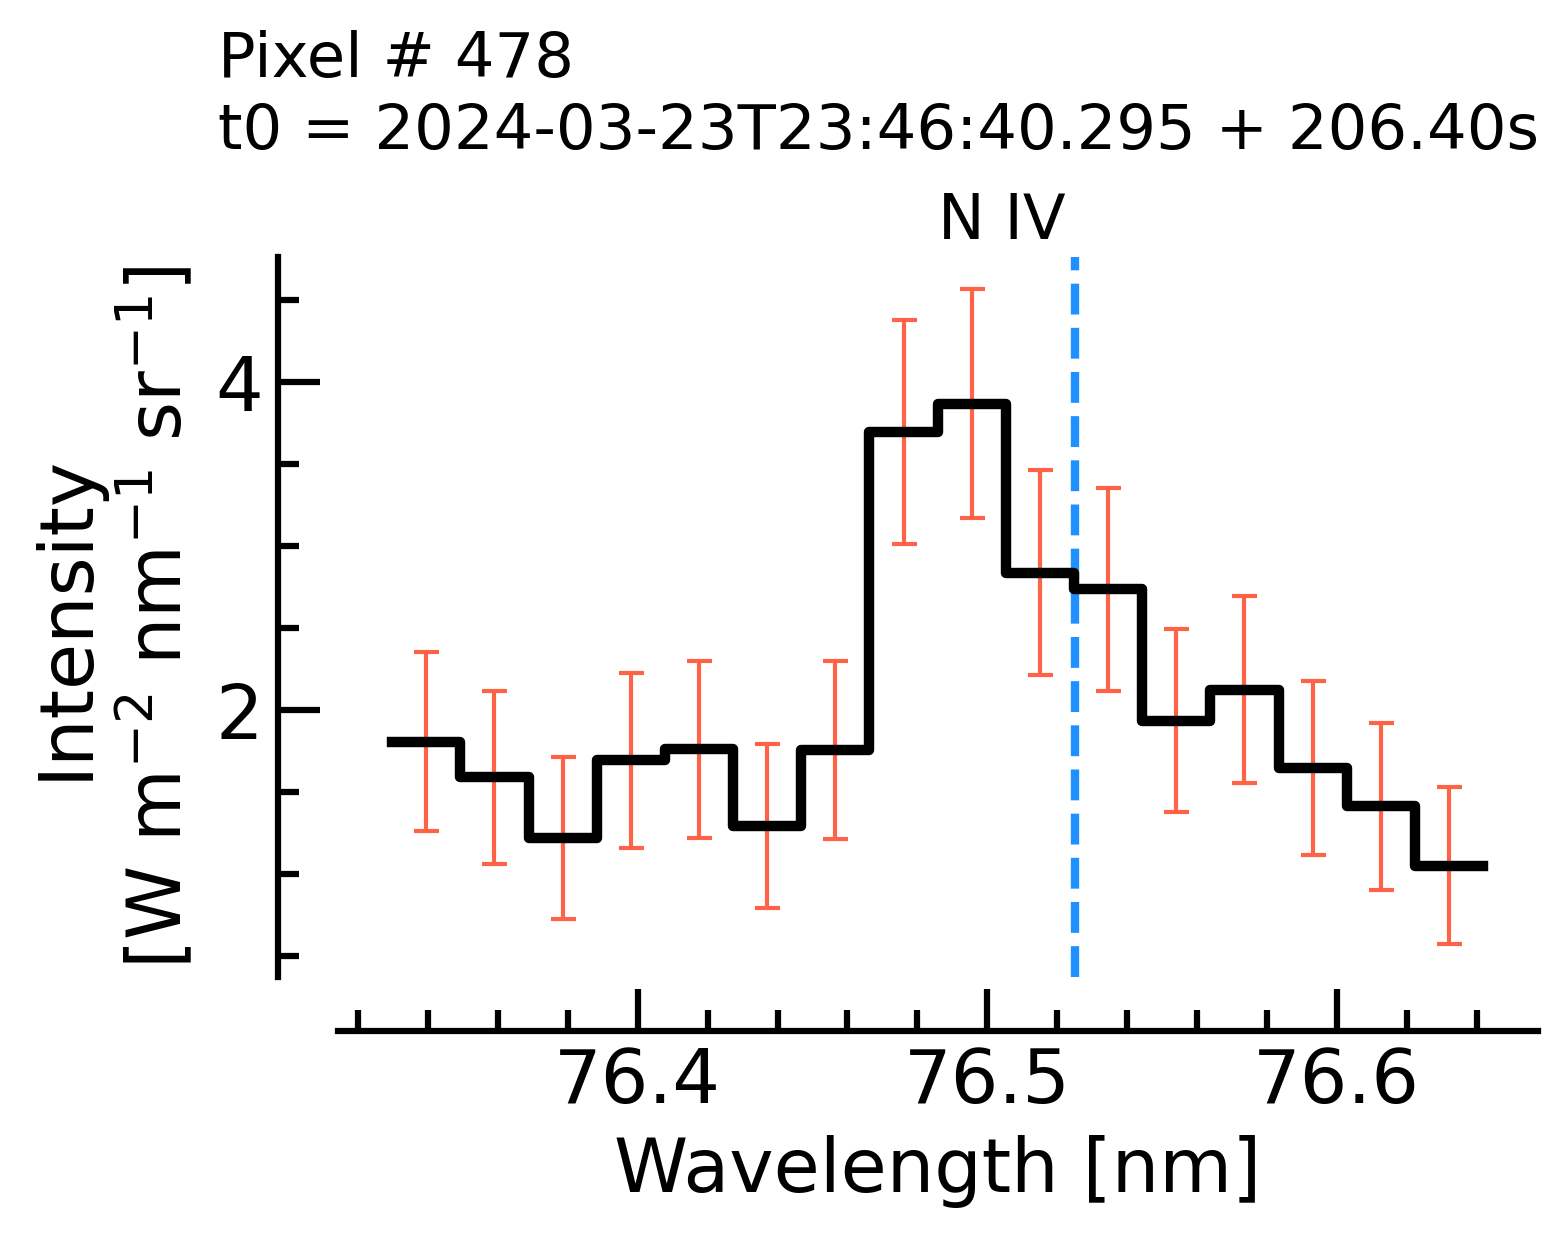 Pixel # 478
t0 = 2024-03-23T23:46:40.295 + 206.40s
N IV
Intensity
[W m⁻² nm⁻¹ sr⁻¹]
4
2
76.4 76.5 76.6
Wavelength [nm]